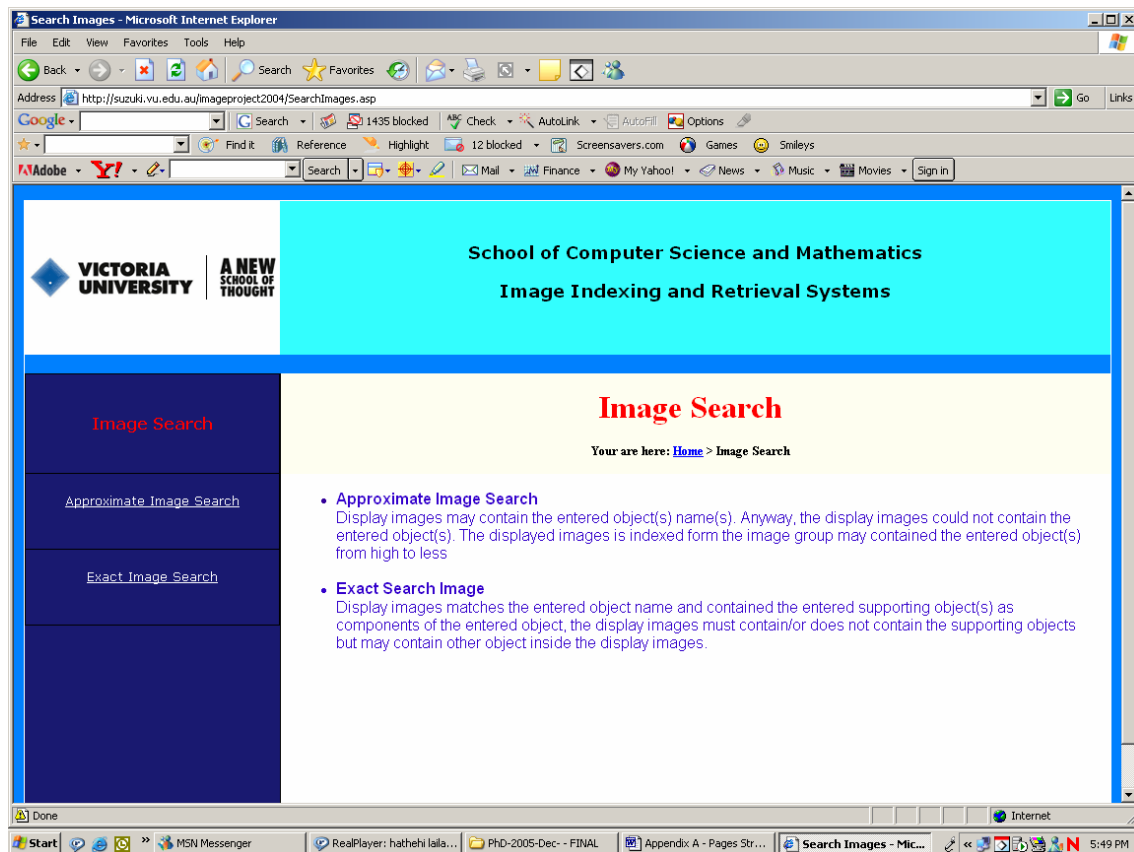 Search Images - Microsoft Internet Explorer
File Edit View Favorites Tools Help
Back Search Favorites
Address http://suzuki.vu.edu.au/imageproject2004/SearchImages.asp Go Links
Google Search 1435 blocked ABC Check AutoLink AutoFill Options
Find it Reference Highlight 12 blocked Screensavers.com Games Smileys
Adobe Y! Search Mail Finance My Yahoo! News Music Movies Sign in
VICTORIA UNIVERSITY
A NEW SCHOOL OF THOUGHT
School of Computer Science and Mathematics
Image Indexing and Retrieval Systems
Image Search
Approximate Image Search
Exact Image Search
Image Search
Your are here: Home > Image Search
• Approximate Image Search
Display images may contain the entered object(s) name(s). Anyway, the display images could not contain the
entered object(s). The displayed images is indexed form the image group may contained the entered object(s)
from high to less
• Exact Search Image
Display images matches the entered object name and contained the entered supporting object(s) as
components of the entered object, the display images must contain/or does not contain the supporting objects
but may contain other object inside the display images.
Done Internet
Start » MSN Messenger RealPlayer: hathehi laila... PhD-2005-Dec- - FINAL Appendix A - Pages Str... Search Images - Mic... « N 5:49 PM